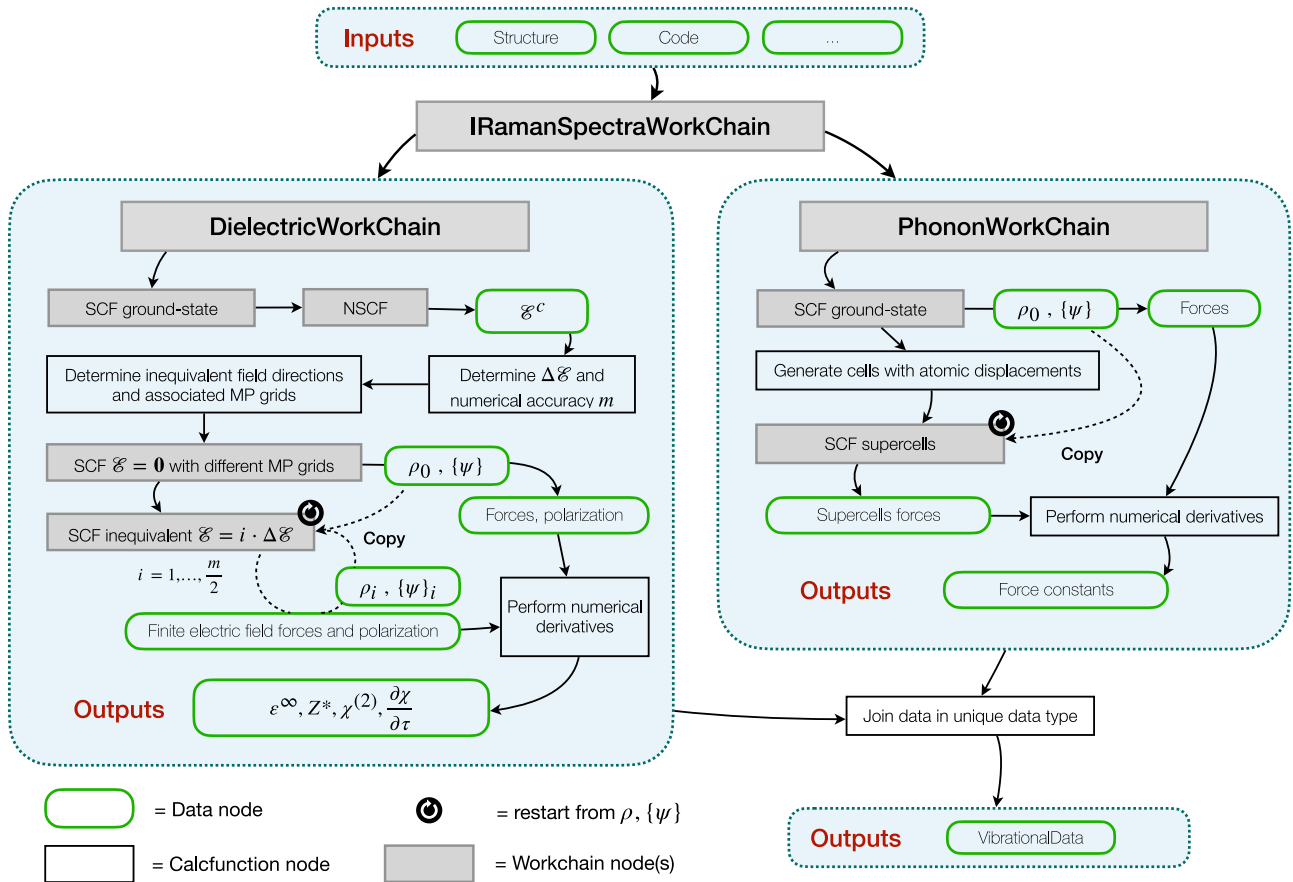 Inputs
Structure
Code
...
IRamanSpectraWorkChain
DielectricWorkChain
SCF ground-state
NSCF
ℰᶜ
Determine inequivalent field directions
and associated MP grids
Determine Δℰ and
numerical accuracy m
SCF ℰ = 0 with different MP grids
ρ₀ , {ψ}
SCF inequivalent ℰ = i · Δℰ
Copy
Forces, polarization
i = 1,..., m/2
ρᵢ , {ψ}ᵢ
Finite electric field forces and polarization
Perform numerical
derivatives
Outputs
ε^∞, Z*, χ⁽²⁾, ∂χ/∂τ
PhononWorkChain
SCF ground-state
ρ₀ , {ψ}
Forces
Generate cells with atomic displacements
SCF supercells
Copy
Supercells forces
Perform numerical derivatives
Outputs
Force constants
Join data in unique data type
Outputs
VibrationalData
= Data node
= restart from ρ, {ψ}
= Calcfunction node
= Workchain node(s)